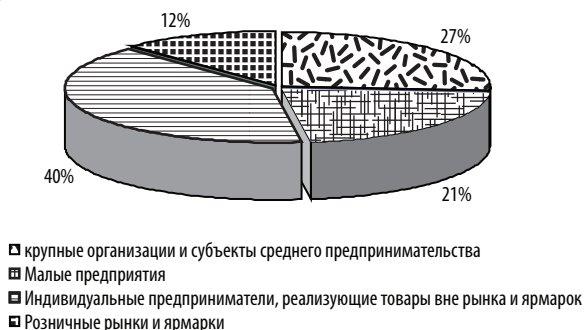 12%
27%
40%
21%
крупные организации и субъекты среднего предпринимательства
Малые предприятия
Индивидуальные предприниматели, реализующие товары вне рынка и ярмарок
Розничные рынки и ярмарки